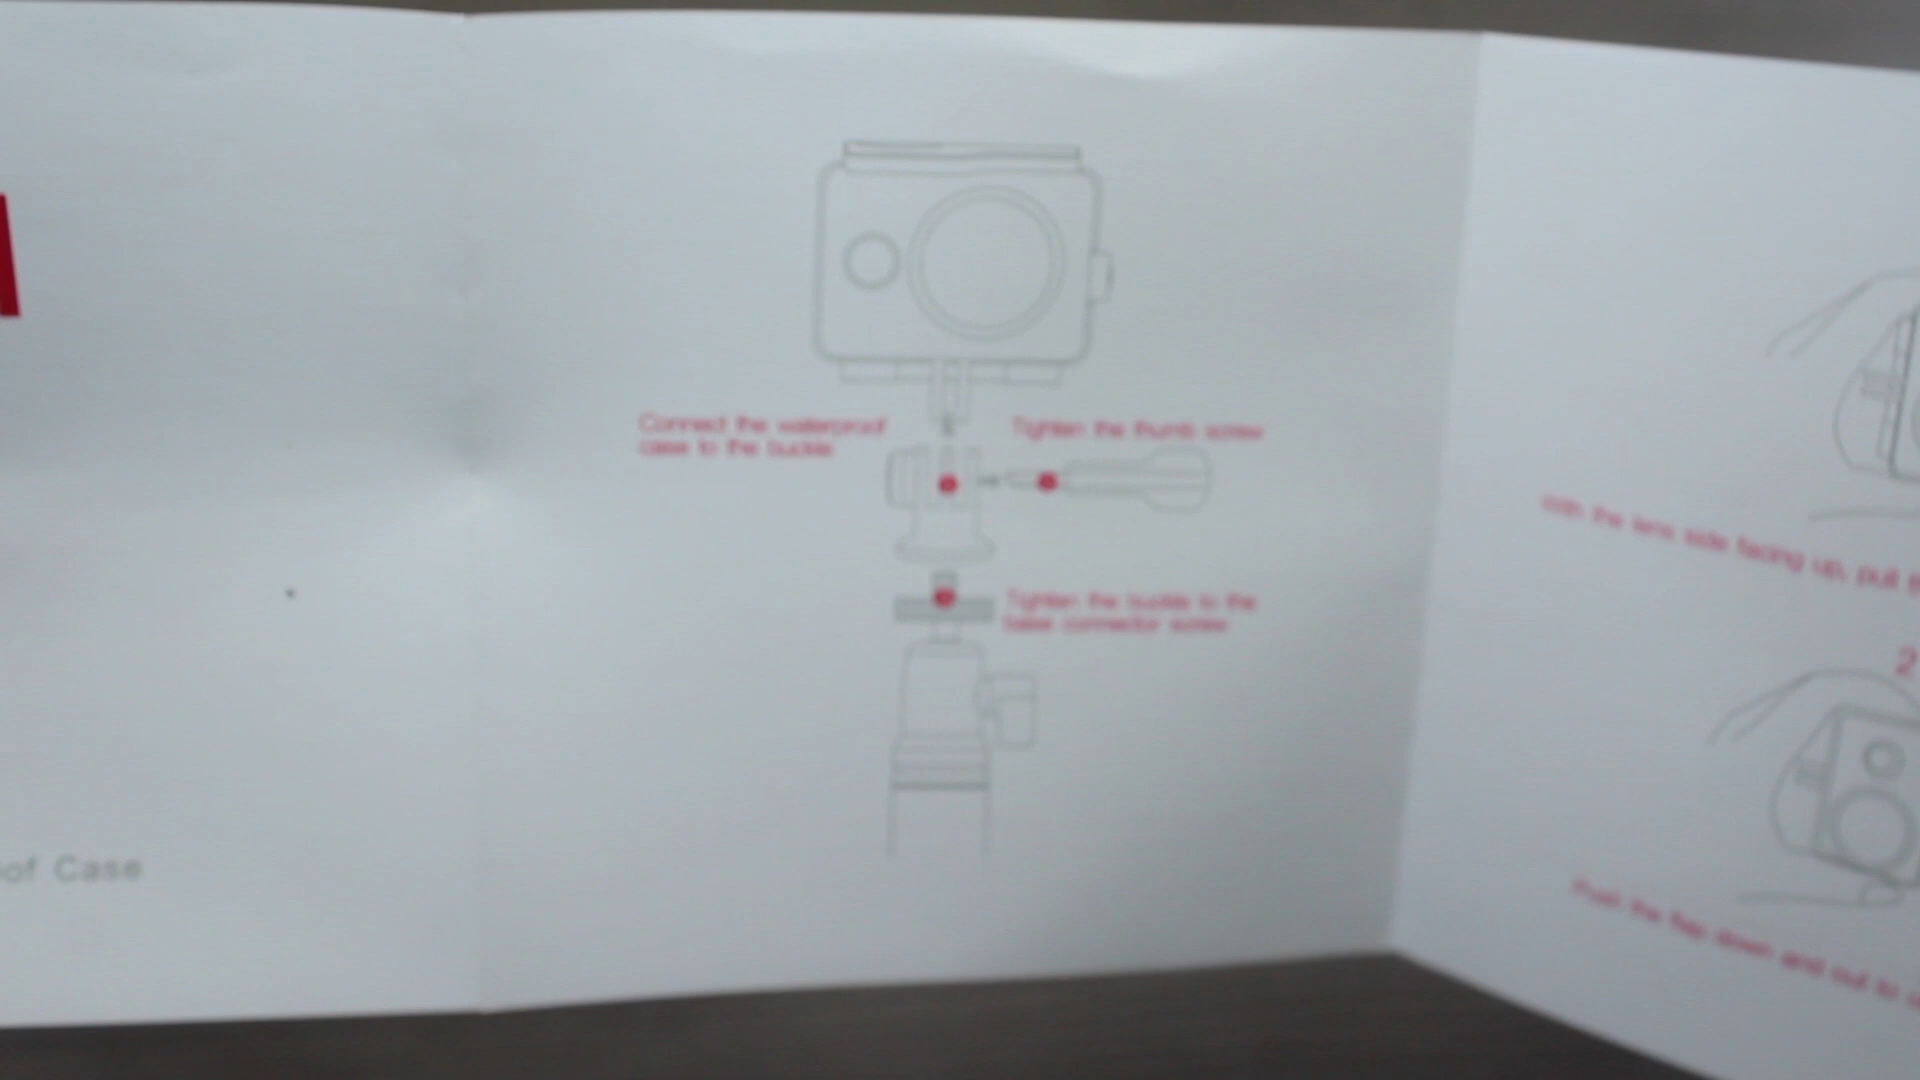 of Case
Connect the waterproof
case to the buckle
Tighten the thumb screw
Tighten the buckle to the
base connector screw
With the lens side facing up, pull
2
Push the flap down and out to